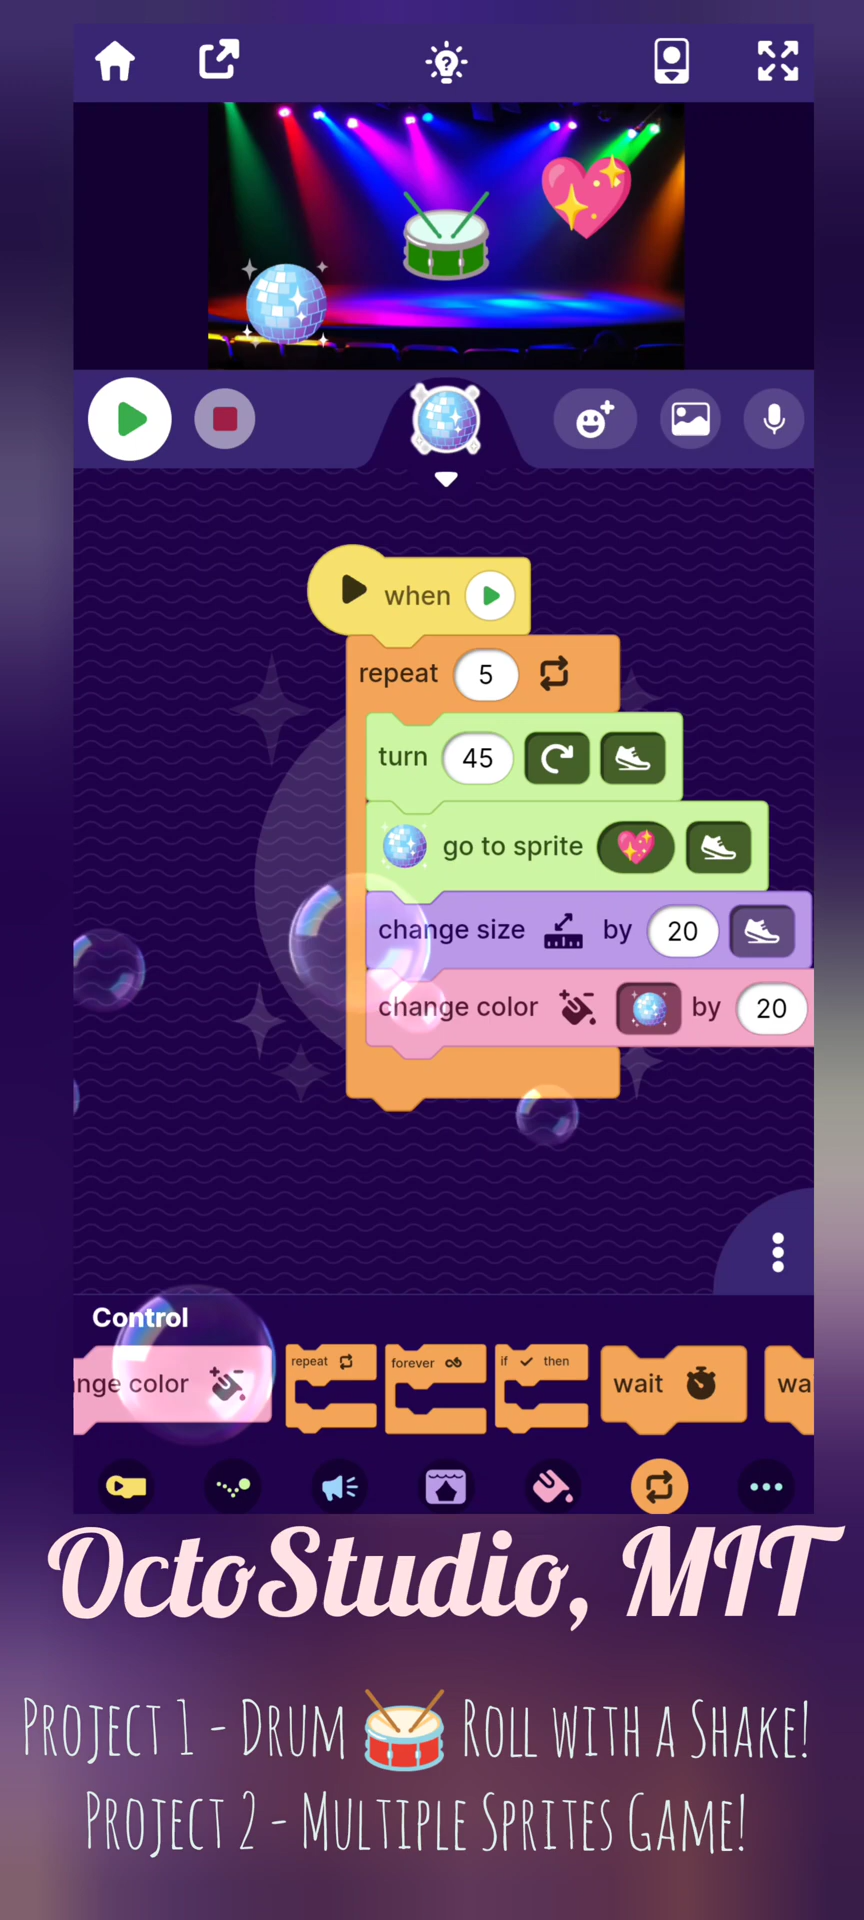 when
repeat 5
turn 45
go to sprite
change size by 20
change color by 20
Control
nge color
repeat
forever
if then
wait
wa
OctoStudio, MIT
Project 1 - Drum Roll with a Shake!
Project 2 - Multiple Sprites Game!